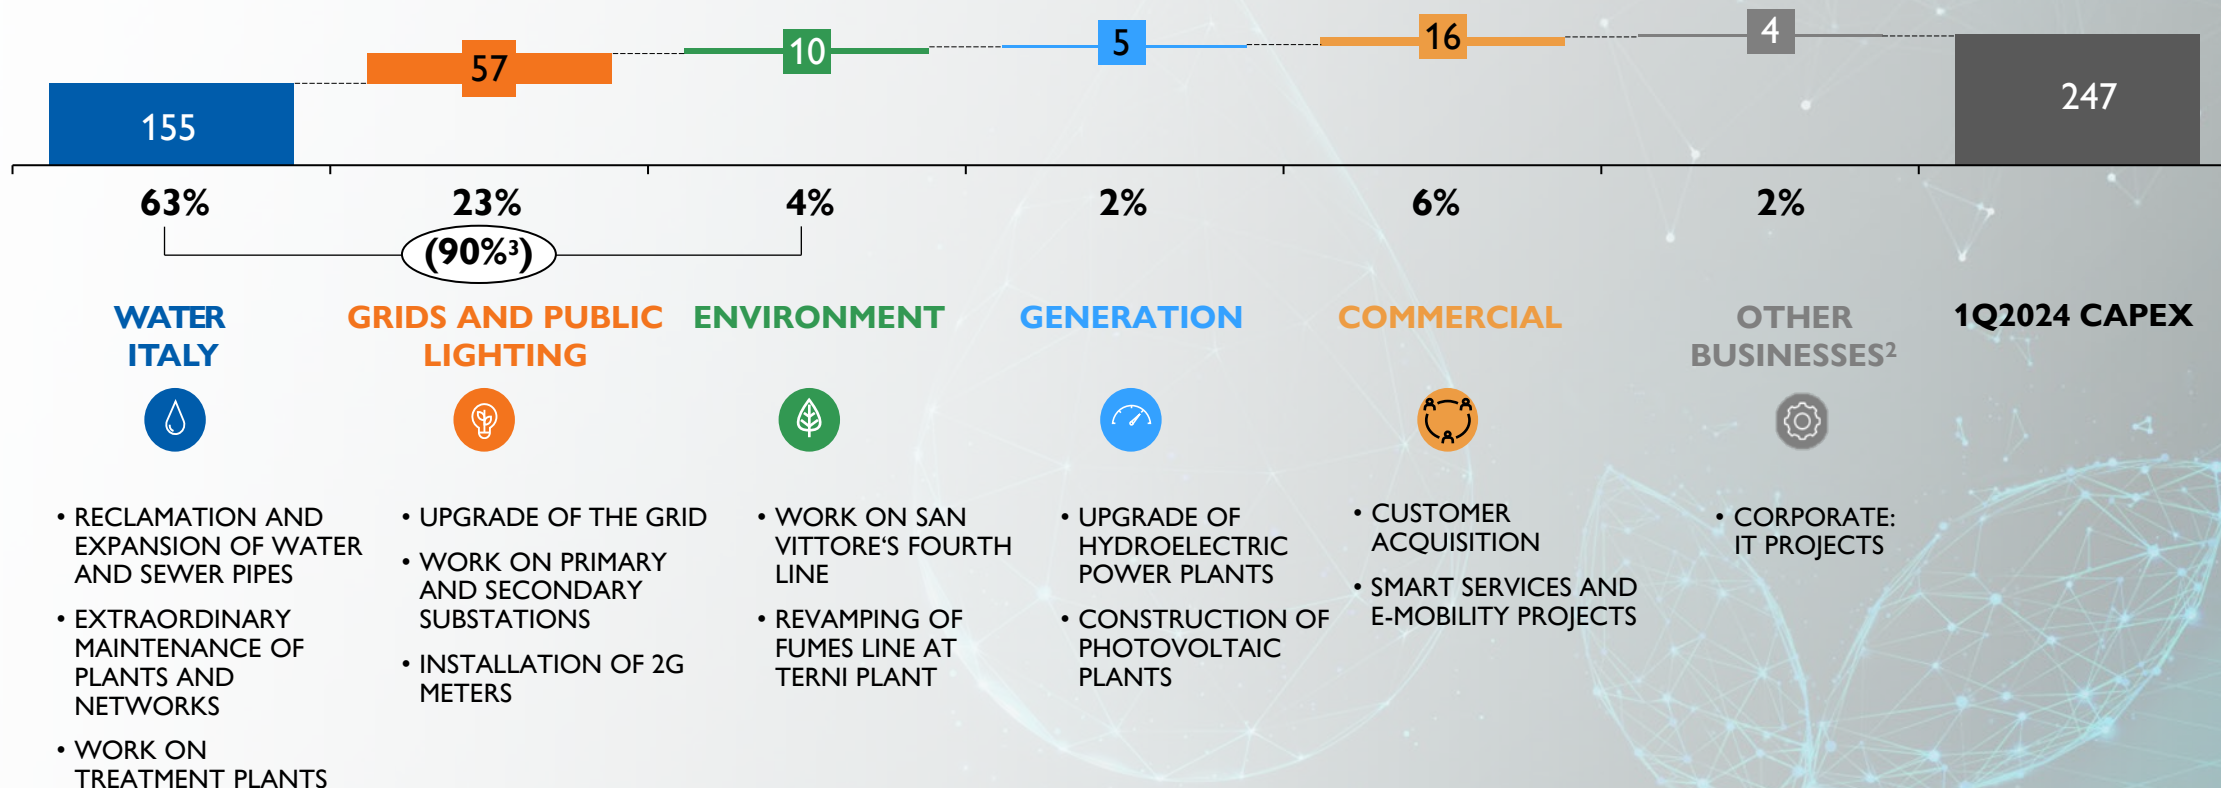 155
57
10
5
16
4
247
63%
23%
4%
2%
6%
2%
(90%³)
WATER
ITALY
GRIDS AND PUBLIC
LIGHTING
ENVIRONMENT
GENERATION
COMMERCIAL
OTHER
BUSINESSES²
1Q2024 CAPEX
• RECLAMATION AND
EXPANSION OF WATER
AND SEWER PIPES
• EXTRAORDINARY
MAINTENANCE OF
PLANTS AND
NETWORKS
• WORK ON
TREATMENT PLANTS
• UPGRADE OF THE GRID
• WORK ON PRIMARY
AND SECONDARY
SUBSTATIONS
• INSTALLATION OF 2G
METERS
• WORK ON SAN
VITTORE‘S FOURTH
LINE
• REVAMPING OF
FUMES LINE AT
TERNI PLANT
• UPGRADE OF
HYDROELECTRIC
POWER PLANTS
• CONSTRUCTION OF
PHOTOVOLTAIC
PLANTS
• CUSTOMER
ACQUISITION
• SMART SERVICES AND
E-MOBILITY PROJECTS
• CORPORATE:
IT PROJECTS